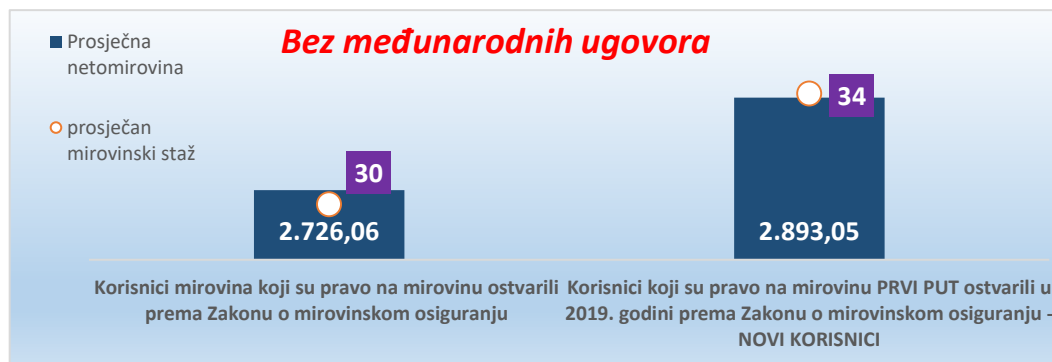 Bez međunarodnih ugovora
Prosječna
netomirovina
prosječan
mirovinski staž
30
2.726,06
34
2.893,05
Korisnici mirovina koji su pravo na mirovinu ostvarili
prema Zakonu o mirovinskom osiguranju
Korisnici koji su pravo na mirovinu PRVI PUT ostvarili u
2019. godini prema Zakonu o mirovinskom osiguranju -
NOVI KORISNICI